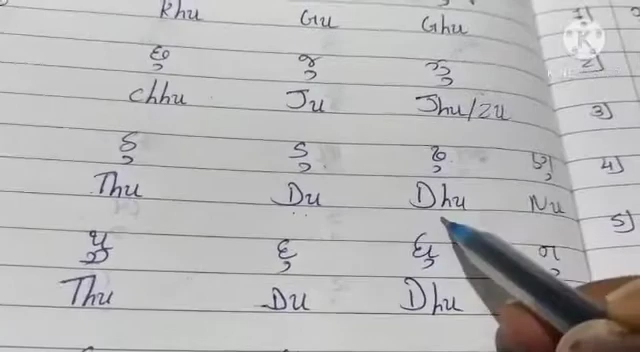 khu Gu Ghu 1)
છુ જુ ઝુ 2)
chhu Ju Jhu/zu 3)
ઠુ ડુ ઢુ ણુ 4)
Thu Du Dhu Nu 5)
થુ દુ ધુ નુ
Thu Du Dhu